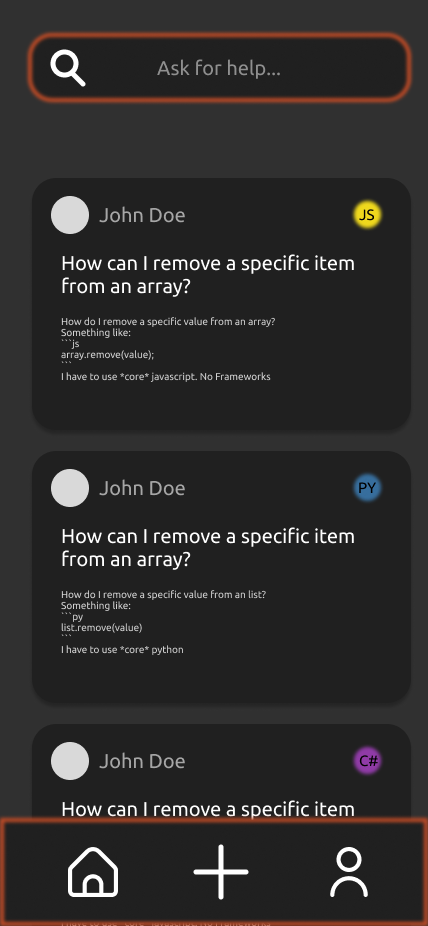 Ask for help...
John Doe
JS
How can I remove a specific item
from an array?
How do I remove a specific value from an array?
Something like:
```js
array.remove(value);
```
I have to use *core* javascript. No Frameworks
John Doe
PY
How can I remove a specific item
from an array?
How do I remove a specific value from an list?
Something like:
```py
list.remove(value)
```
I have to use *core* python
John Doe
C#
How can I remove a specific item